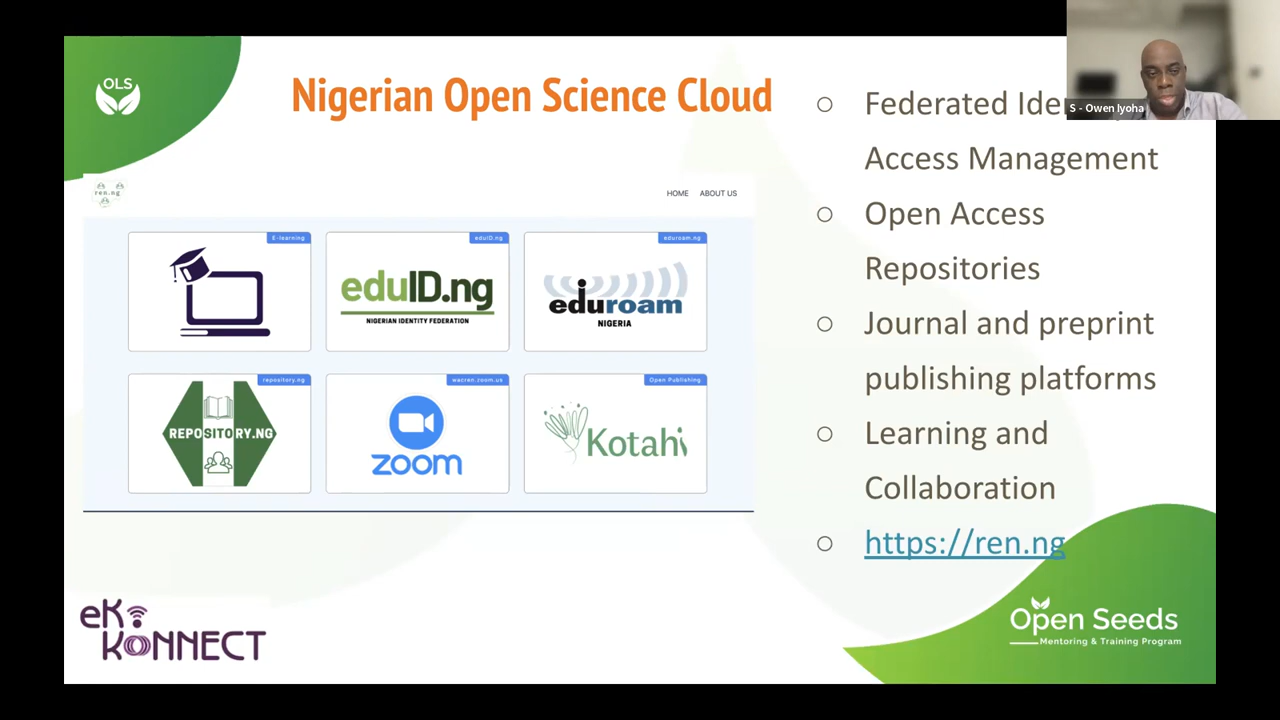 OLS
Nigerian Open Science Cloud
ren.ng
HOME ABOUT US
E-learning
eduID.ng
eduroam.ng
eduID.ng
NIGERIAN IDENTITY FEDERATION
eduroam
NIGERIA
repository.ng
wacren.zoom.us
Open Publishing
REPOSITORY.NG
zoom
Kotahi
eKo
KONNECT
○ Federated
Access Management
○ Open Access
Repositories
○ Journal and preprint
publishing platforms
○ Learning and
Collaboration
○ https://ren.ng
S - Owen Iyoha
Open Seeds
Mentoring & Training Program